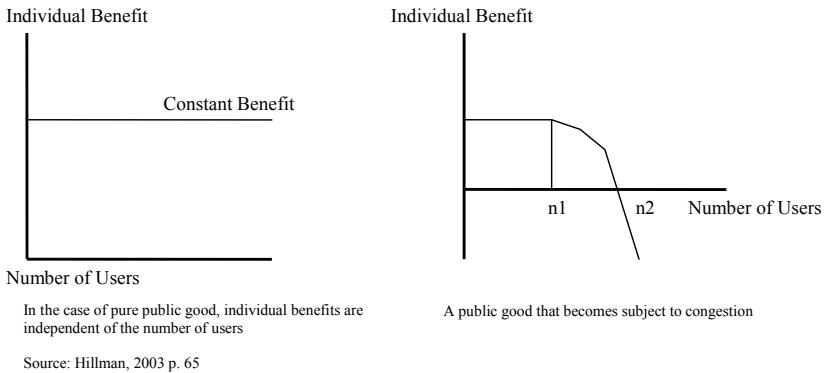 Individual Benefit
Constant Benefit
Number of Users
In the case of pure public good, individual benefits are
independent of the number of users
Source: Hillman, 2003 p. 65
Individual Benefit
n1
n2
Number of Users
A public good that becomes subject to congestion